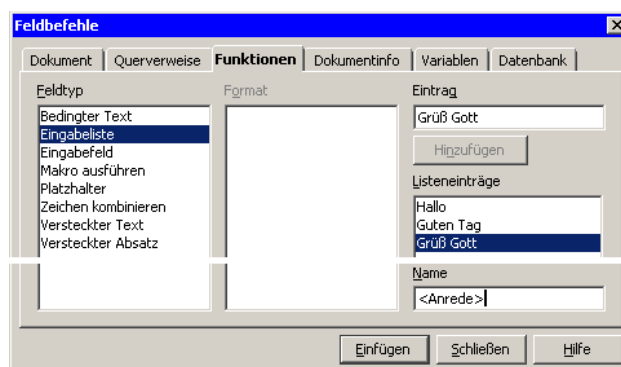 Feldbefehle
Dokument Querverweise Funktionen Dokumentinfo Variablen Datenbank
Feldtyp Format Eintrag
Bedingter Text
Eingabeliste
Eingabefeld
Makro ausführen
Platzhalter
Zeichen kombinieren
Versteckter Text
Versteckter Absatz
Grüß Gott
Hinzufügen
Listeneinträge
Hallo
Guten Tag
Grüß Gott
Name
<Anrede>
Einfügen Schließen Hilfe